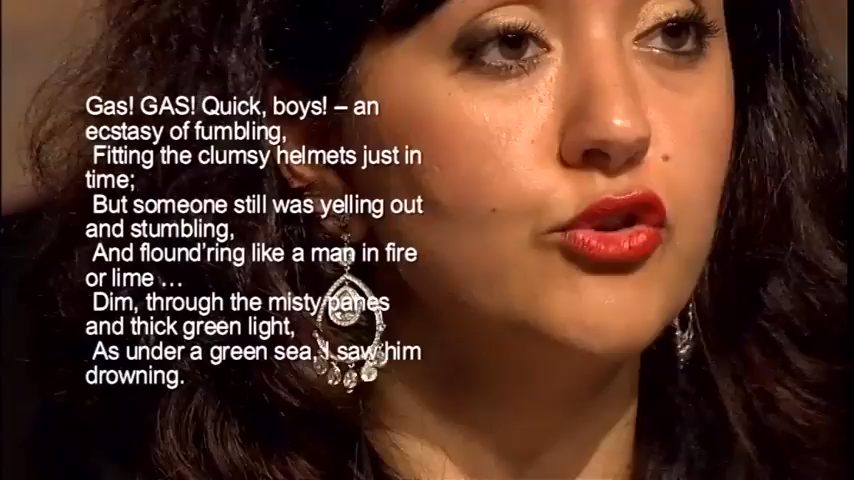 Gas! GAS! Quick, boys! – an
ecstasy of fumbling,
Fitting the clumsy helmets just in
time;
But someone still was yelling out
and stumbling,
And flound'ring like a man in fire
or lime ...
Dim, through the misty panes
and thick green light,
As under a green sea, I saw him
drowning.